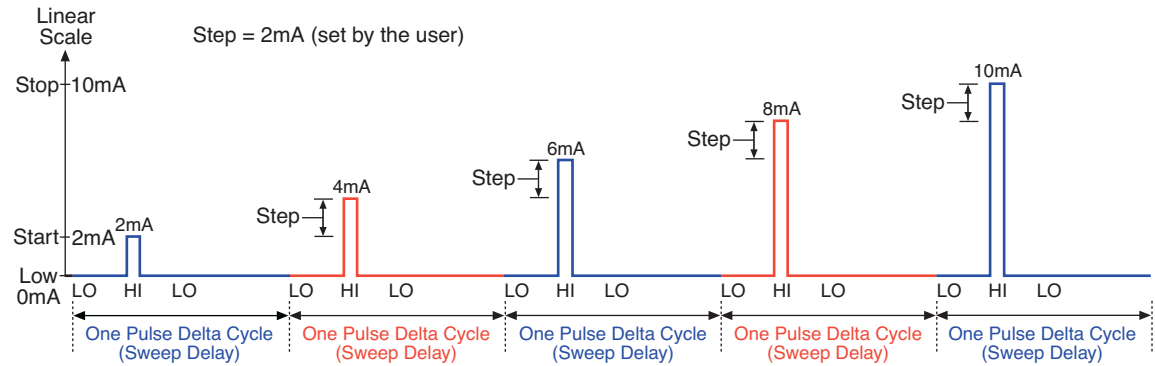 Linear
Scale
Step = 2mA (set by the user)
Stop 10mA
10mA
Step
8mA
Step
6mA
Step
4mA
Step
2mA
Start 2mA
Low
0mA
LO HI LO LO HI LO LO HI LO LO HI LO LO HI LO
One Pulse Delta Cycle
(Sweep Delay)
One Pulse Delta Cycle
(Sweep Delay)
One Pulse Delta Cycle
(Sweep Delay)
One Pulse Delta Cycle
(Sweep Delay)
One Pulse Delta Cycle
(Sweep Delay)